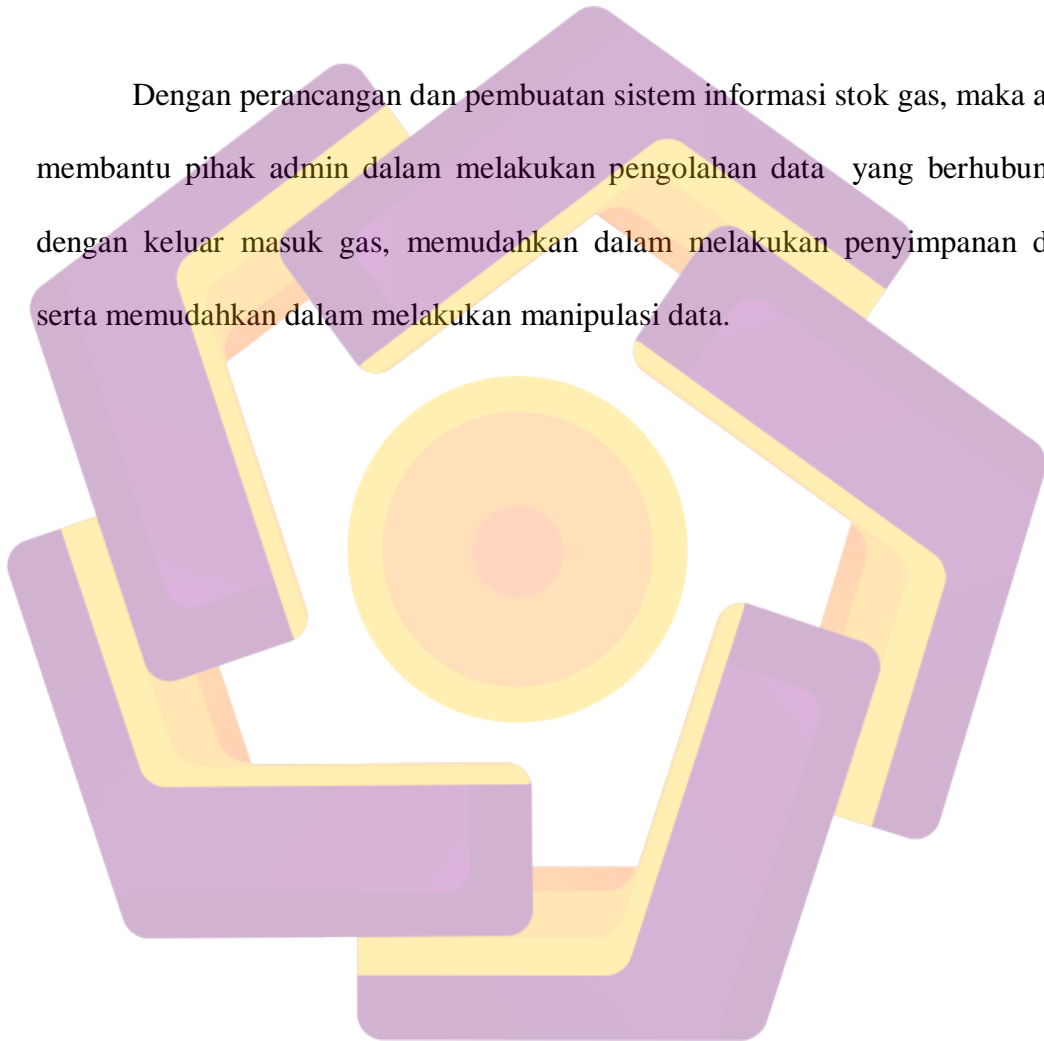 Dengan perancangan dan pembuatan sistem informasi stok gas, maka a
membantu pihak admin dalam melakukan pengolahan data yang berhubun
dengan keluar masuk gas, memudahkan dalam melakukan penyimpanan d
serta memudahkan dalam melakukan manipulasi data.